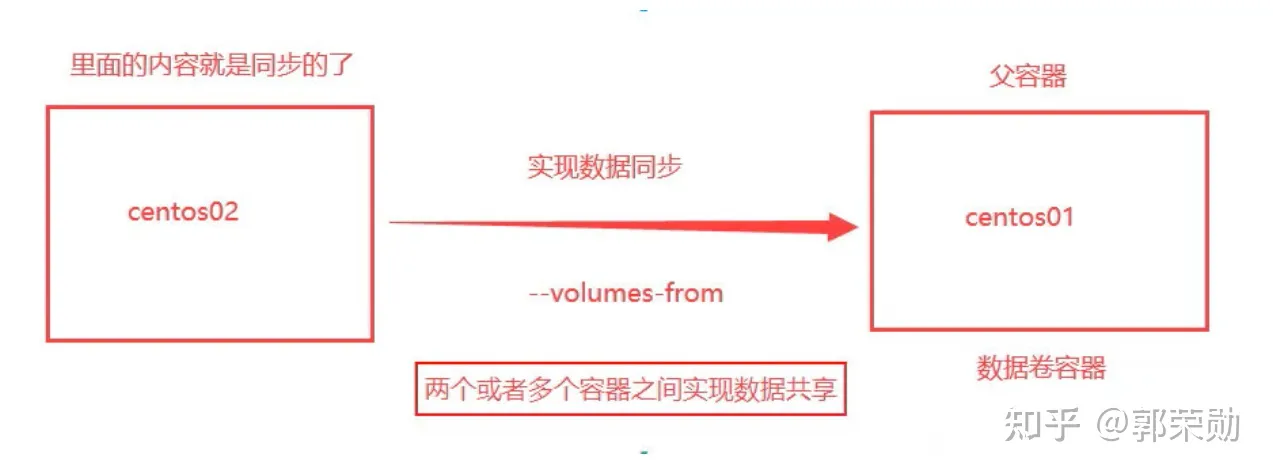 里面的内容就是同步的了
父容器
实现数据同步
centos02
centos01
--volumes-from
数据卷容器
两个或者多个容器之间实现数据共享
知乎 @郭荣勋